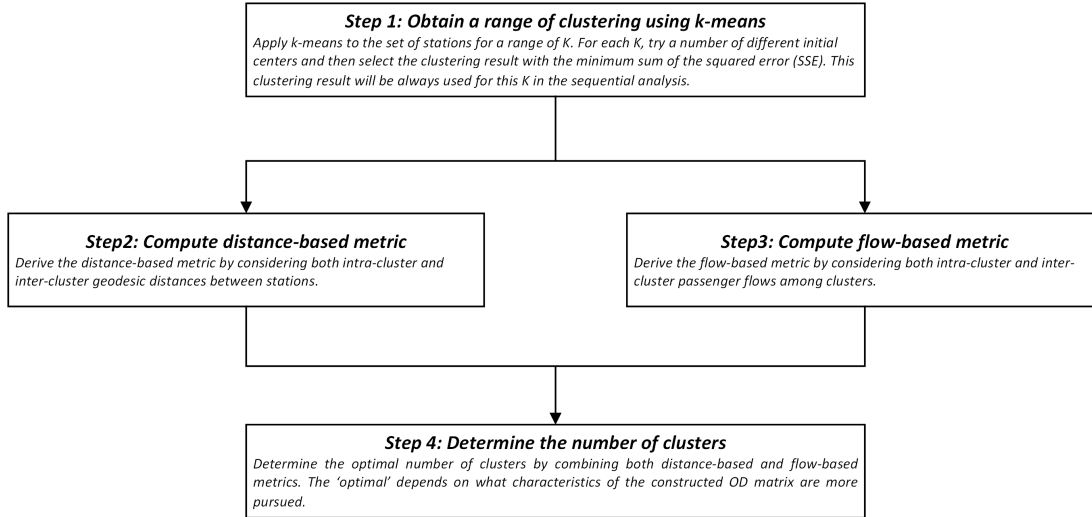 Step 1: Obtain a range of clustering using k-means
Apply k-means to the set of stations for a range of K. For each K, try a number of different initial
centers and then select the clustering result with the minimum sum of the squared error (SSE). This
clustering result will be always used for this K in the sequential analysis.
Step2: Compute distance-based metric
Derive the distance-based metric by considering both intra-cluster and
inter-cluster geodesic distances between stations.
Step3: Compute flow-based metric
Derive the flow-based metric by considering both intra-cluster and inter-
cluster passenger flows among clusters.
Step 4: Determine the number of clusters
Determine the optimal number of clusters by combining both distance-based and flow-based
metrics. The ‘optimal’ depends on what characteristics of the constructed OD matrix are more
pursued.